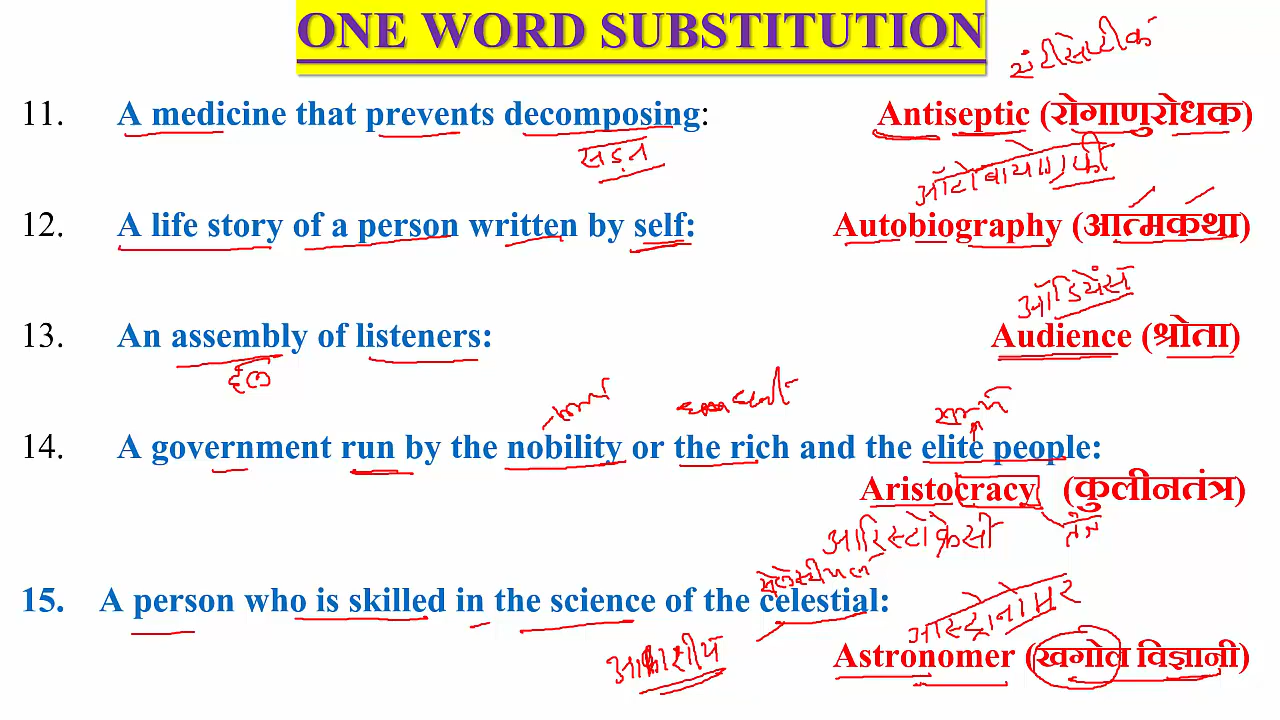 ONE WORD SUBSTITUTION
एंटीसेप्टीक
11. A medicine that prevents decomposing: Antiseptic (रोगाणुरोधक)
सड़न
ऑटोबायोग्राफी
12. A life story of a person written by self: Autobiography (आत्मकथा)
ऑडियेंस
13. An assembly of listeners: Audience (श्रोता)
14. A government run by the nobility or the rich and the elite people:
Aristocracy (कुलीनतंत्र)
आरिस्टोक्रेसी तंत्र
सेलेस्टीयल
15. A person who is skilled in the science of the celestial:
आस्ट्रोनोमर
आकाशीय
Astronomer (खगोल विज्ञानी)